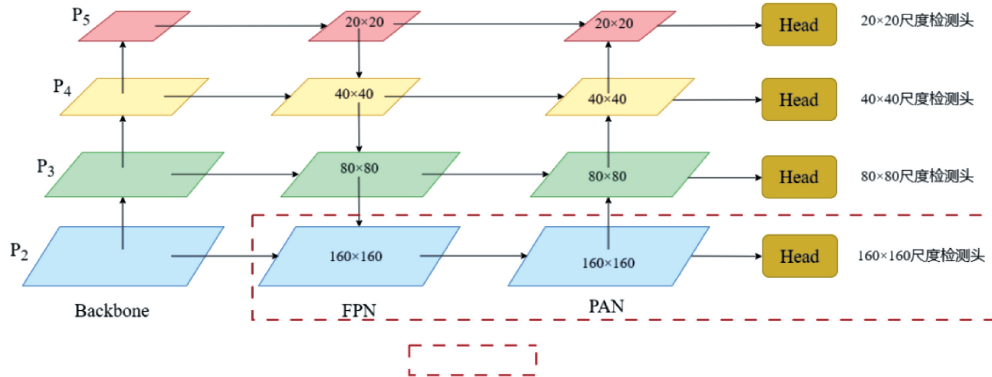 P5 20×20 20×20 Head 20×20尺度检测头
P4 40×40 40×40 Head 40×40尺度检测头
P3 80×80 80×80 Head 80×80尺度检测头
P2 160×160 160×160 Head 160×160尺度检测头
Backbone FPN PAN